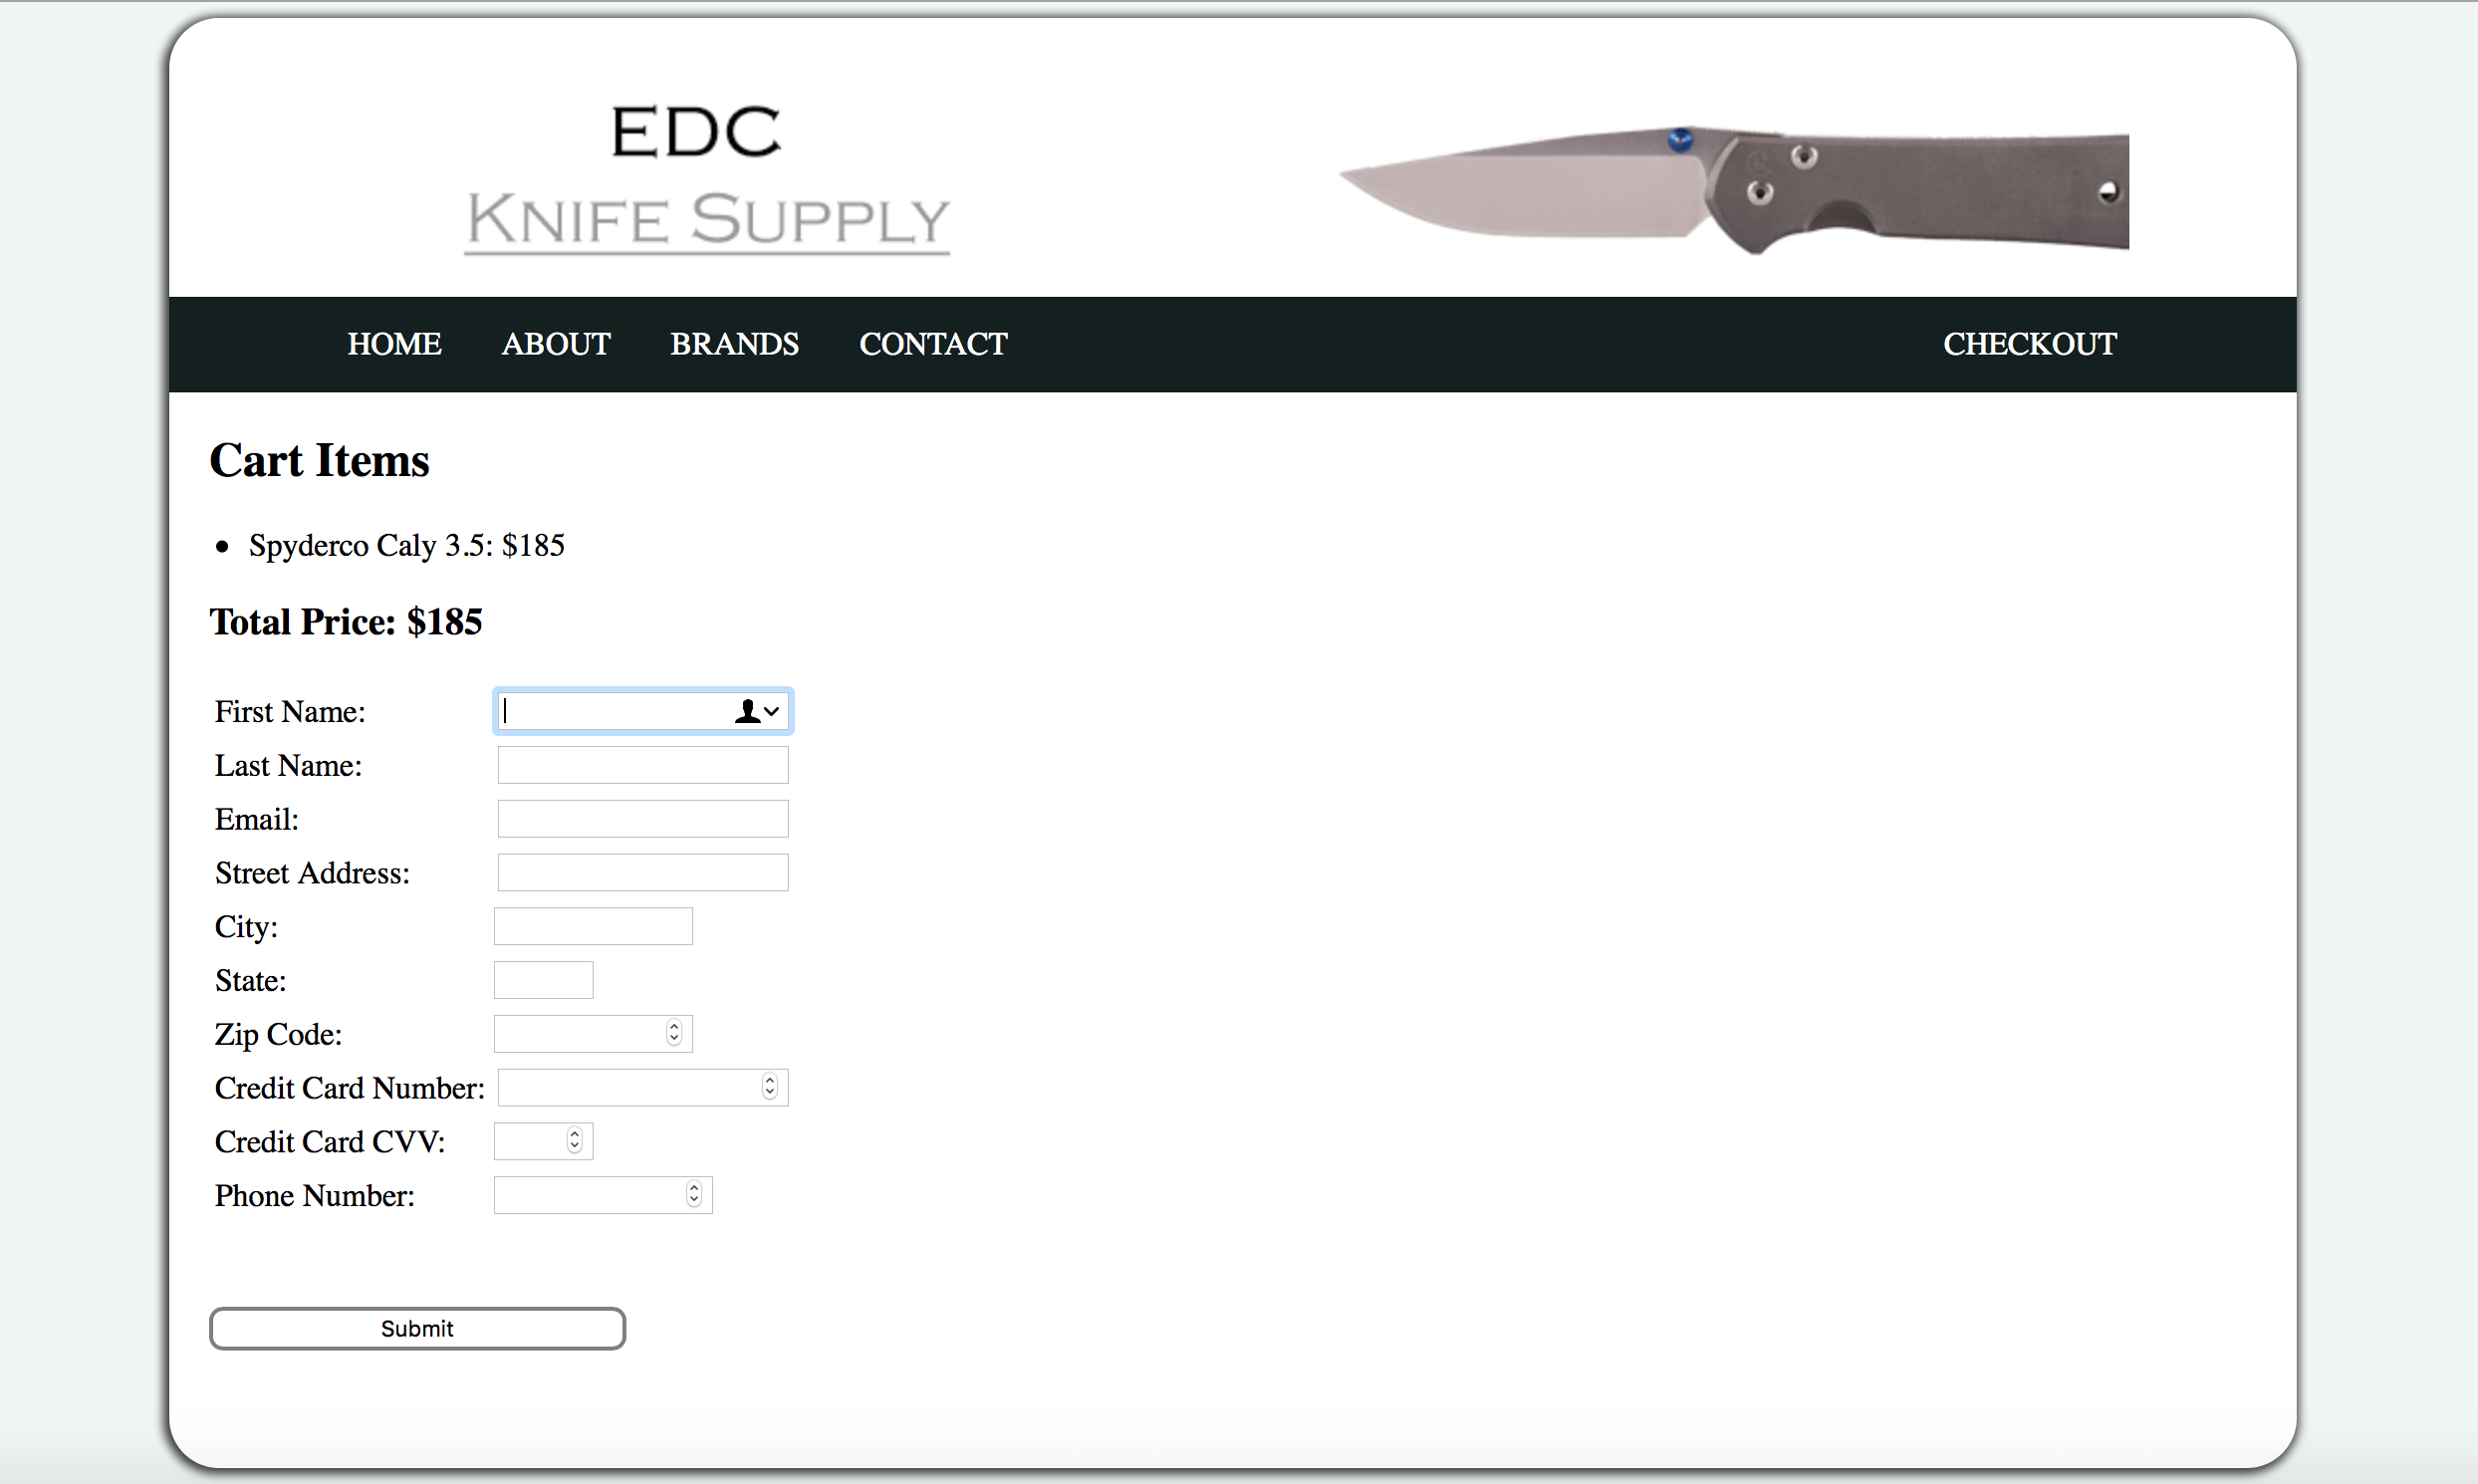 EDC
KNIFE SUPPLY
HOME ABOUT BRANDS CONTACT CHECKOUT
Cart Items
• Spyderco Caly 3.5: $185
Total Price: $185
First Name:
Last Name:
Email:
Street Address:
City:
State:
Zip Code:
Credit Card Number:
Credit Card CVV:
Phone Number:
Submit